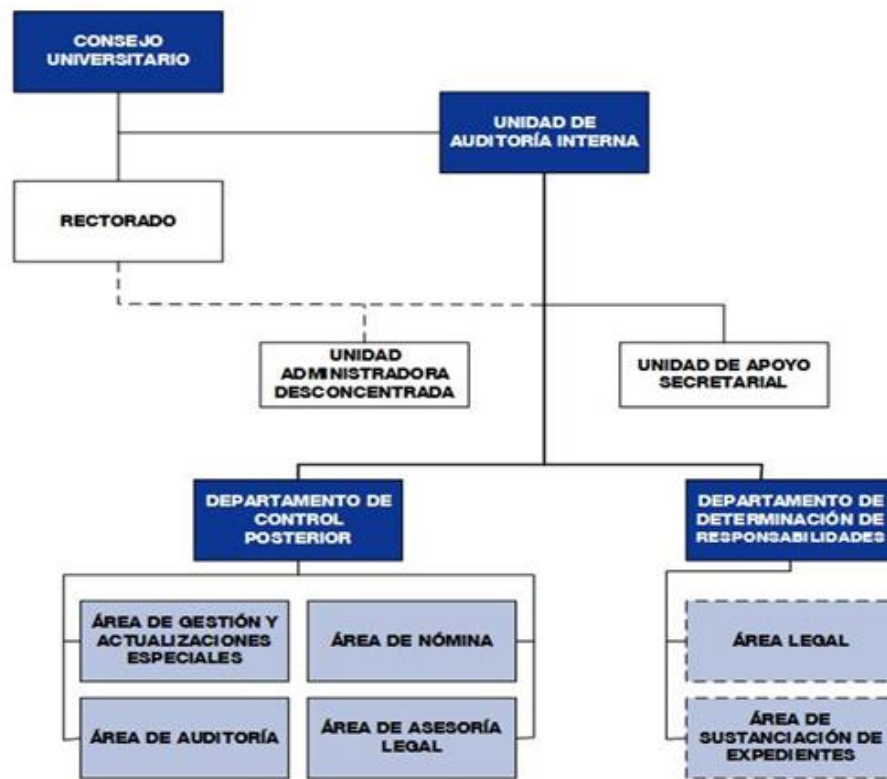 CONSEJO
UNIVERSITARIO
UNIDAD DE
AUDITORÍA INTERNA
RECTORADO
UNIDAD
ADMINISTRADORA
DESCONCENTRADA
UNIDAD DE APOYO
SECRETARIAL
DEPARTAMENTO DE
CONTROL
POSTERIOR
DEPARTAMENTO DE
DETERMINACIÓN DE
RESPONSABILIDADES
ÁREA DE GESTIÓN Y
ACTUALIZACIONES
ESPECIALES
ÁREA DE NÓMINA
ÁREA LEGAL
ÁREA DE AUDITORÍA
ÁREA DE ASESORÍA
LEGAL
ÁREA DE
SUSTANCIACIÓN DE
EXPEDIENTES